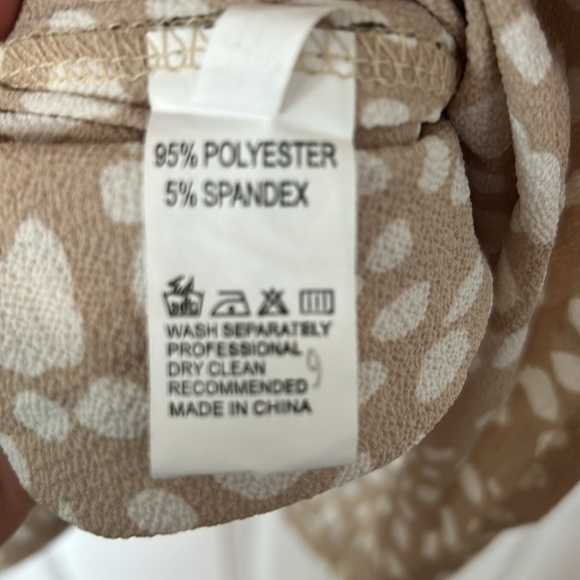 95% POLYESTER
5% SPANDEX
WASH SEPARATELY
PROFESSIONAL
DRY CLEAN
RECOMMENDED
MADE IN CHINA